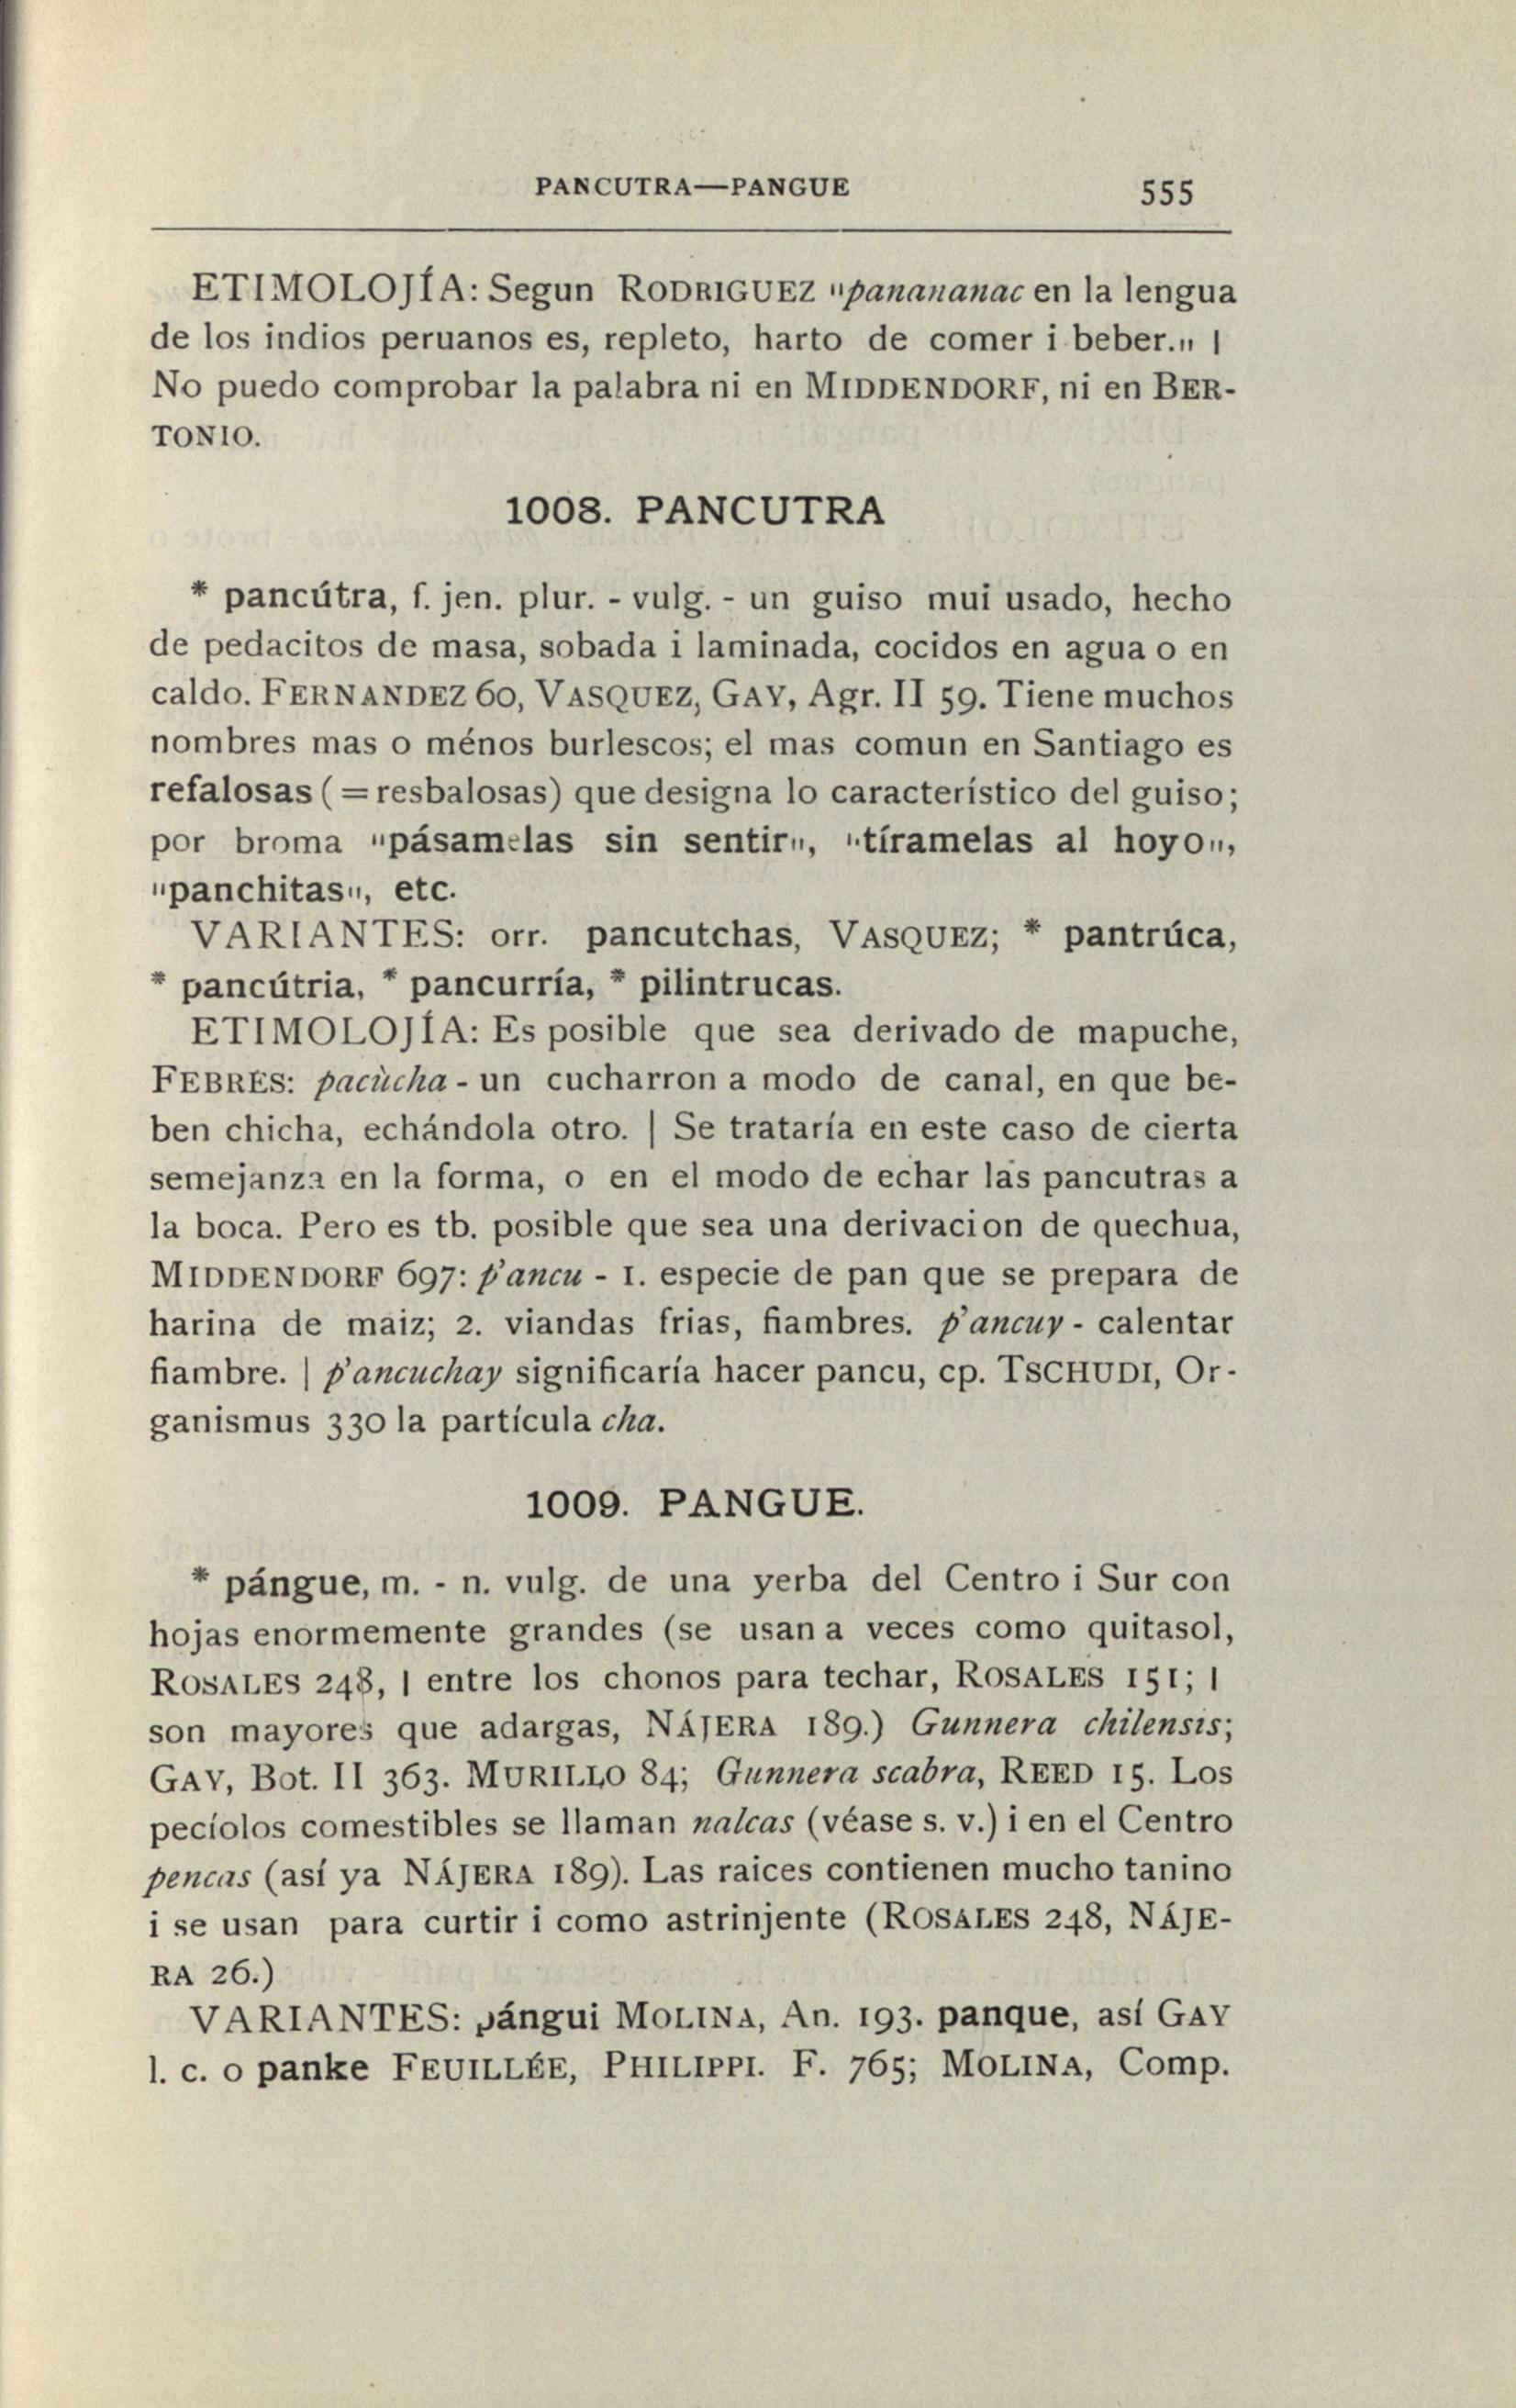 PANCUTRA—PANGUE 555
ETIMOLOJÍA: Segun RODRIGUEZ "panananac en la lengua
de los indios peruanos es, repleto, harto de comer i beber.„ |
No puedo comprobar la palabra ni en MIDDENDORF, ni en BER-
TONIO.
1008. PANCUTRA
* pancútra, f. jen. plur. - vulg. - un guiso mui usado, hecho
de pedacitos de masa, sobada i laminada, cocidos en agua o en
caldo. FERNANDEZ 60, VASQUEZ, GAY, Agr. II 59. Tiene muchos
nombres mas o ménos burlescos; el mas comun en Santiago es
refalosas (=resbalosas) que designa lo característico del guiso;
por broma "pásamelas sin sentir„, "tíramelas al hoyo„,
"panchitas„, etc.
VARIANTES: orr. pancutchas, VASQUEZ; * pantrúca,
* pancútria, * pancurría, * pilintrucas.
ETIMOLOJÍA: Es posible que sea derivado de mapuche,
FEBRÉS: pacùcha - un cucharron a modo de canal, en que be-
ben chicha, echándola otro. | Se trataría en este caso de cierta
semejanza en la forma, o en el modo de echar las pancutras a
la boca. Pero es tb. posible que sea una derivacion de quechua,
MIDDENDORF 697: p'ancu - 1. especie de pan que se prepara de
harina de maiz; 2. viandas frias, fiambres. p'ancuy - calentar
fiambre. | p'ancuchay significaría hacer pancu, cp. TSCHUDI, Or-
ganismus 330 la partícula cha.
1009. PANGUE.
* pángue, m. - n. vulg. de una yerba del Centro i Sur con
hojas enormemente grandes (se usan a veces como quitasol,
ROSALES 248, | entre los chonos para techar, ROSALES 151; |
son mayores que adargas, NÁJERA 189.) Gunnera chilensis;
GAY, Bot. II 363. MURILLO 84; Gunnera scabra, REED 15. Los
pecíolos comestibles se llaman nalcas (véase s. v.) i en el Centro
pencas (así ya NÁJERA 189). Las raices contienen mucho tanino
i se usan para curtir i como astrinjente (ROSALES 248, NÁJE-
RA 26.)
VARIANTES: pángui MOLINA, An. 193. panque, así GAY
l. c. o panke FEUILLÉE, PHILIPPI. F. 765; MOLINA, Comp.